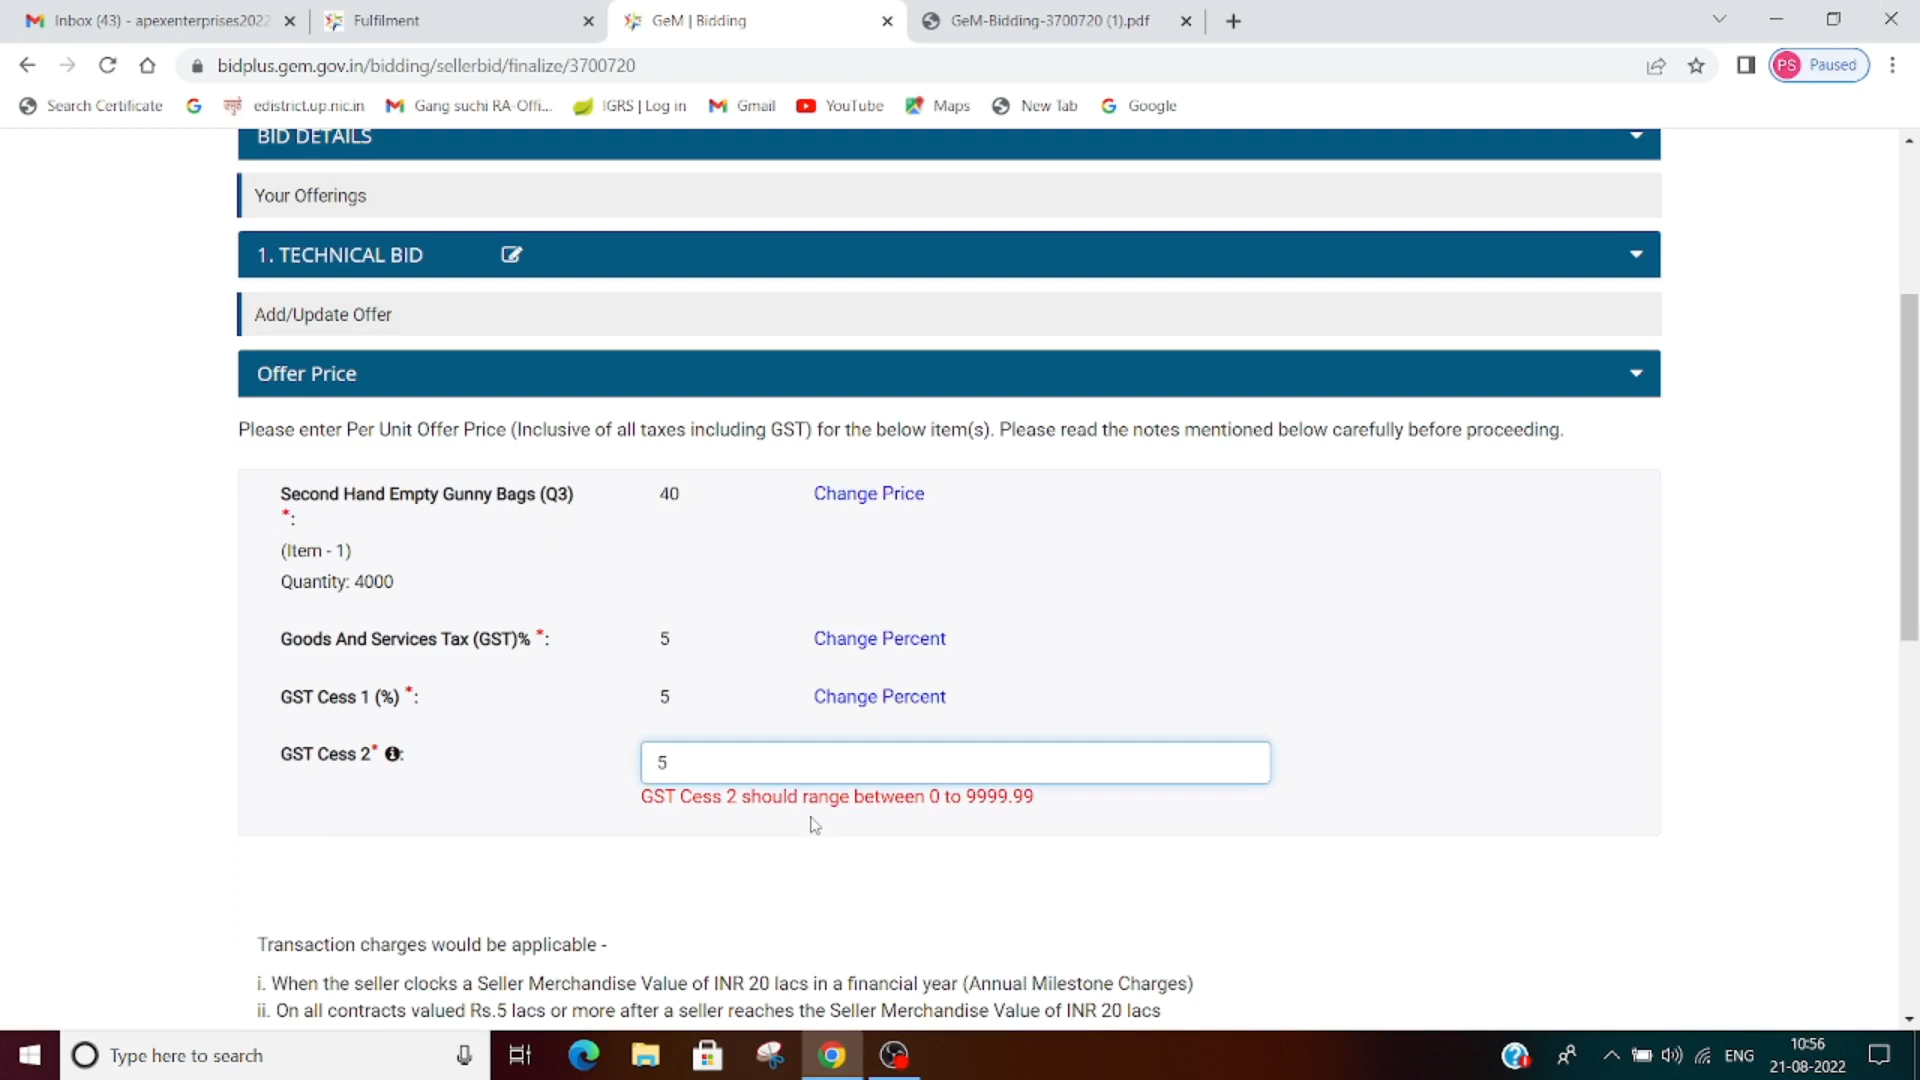 Inbox (43) - apexenterprises2022
Fulfilment
GeM | Bidding
GeM-Bidding-3700720 (1).pdf
bidplus.gem.gov.in/bidding/sellerbid/finalize/3700720
PS Paused
Search Certificate
edistrict.up.nic.in
Gang suchi RA-Offi...
IGRS | Log in
Gmail
YouTube
Maps
New Tab
Google
BID DETAILS
Your Offerings
1. TECHNICAL BID
Add/Update Offer
Offer Price
Please enter Per Unit Offer Price (Inclusive of all taxes including GST) for the below item(s). Please read the notes mentioned below carefully before proceeding.
Second Hand Empty Gunny Bags (Q3) 40 Change Price
*:
(Item - 1)
Quantity: 4000
Goods And Services Tax (GST)% *: 5 Change Percent
GST Cess 1 (%) *: 5 Change Percent
GST Cess 2* : 5
GST Cess 2 should range between 0 to 9999.99
Transaction charges would be applicable -
i. When the seller clocks a Seller Merchandise Value of INR 20 lacs in a financial year (Annual Milestone Charges)
ii. On all contracts valued Rs.5 lacs or more after a seller reaches the Seller Merchandise Value of INR 20 lacs
Type here to search
ENG
10:56
21-08-2022